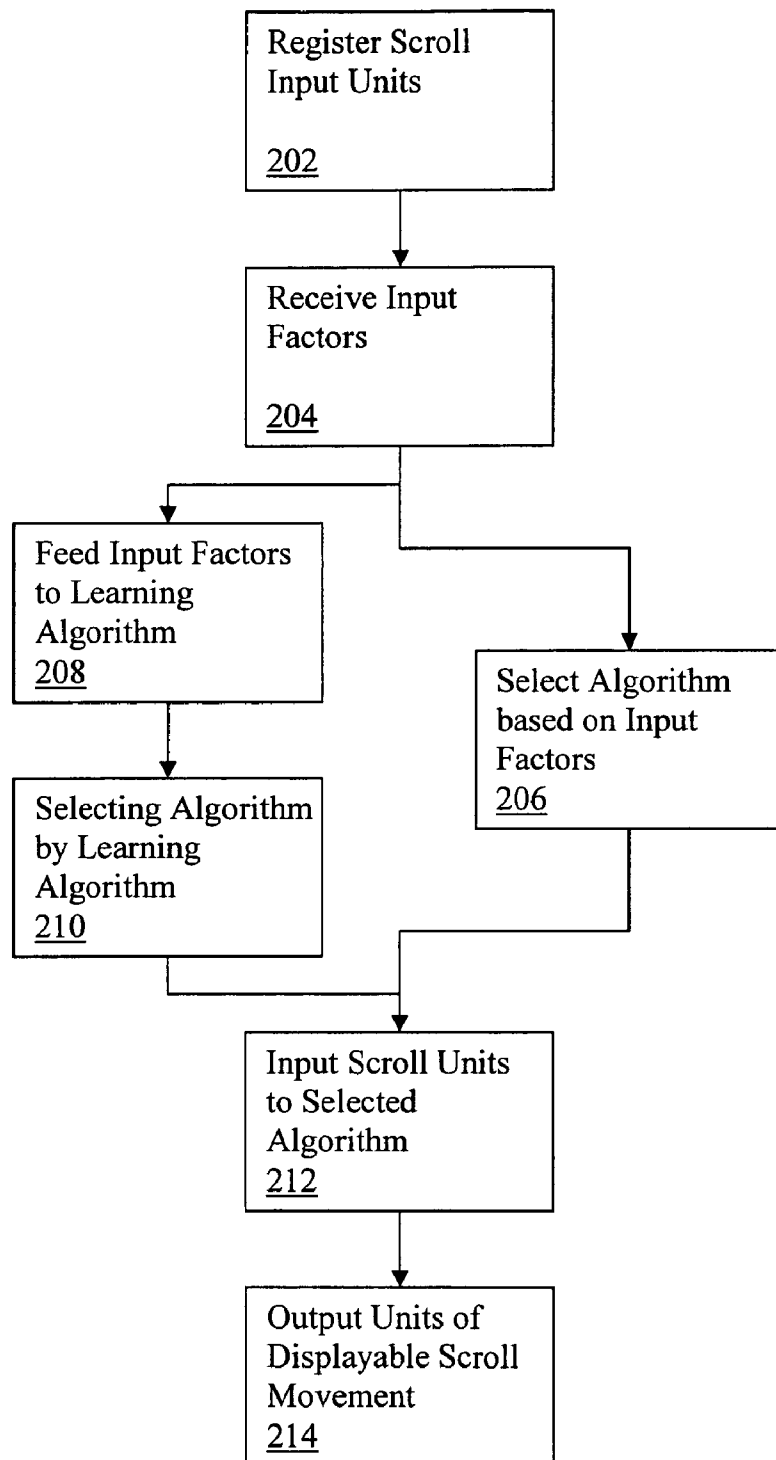 Register Scroll
Input Units
202
Receive Input
Factors
204
Feed Input Factors
to Learning
Algorithm
208
Select Algorithm
based on Input
Factors
206
Selecting Algorithm
by Learning
Algorithm
210
Input Scroll Units
to Selected
Algorithm
212
Output Units of
Displayable Scroll
Movement
214